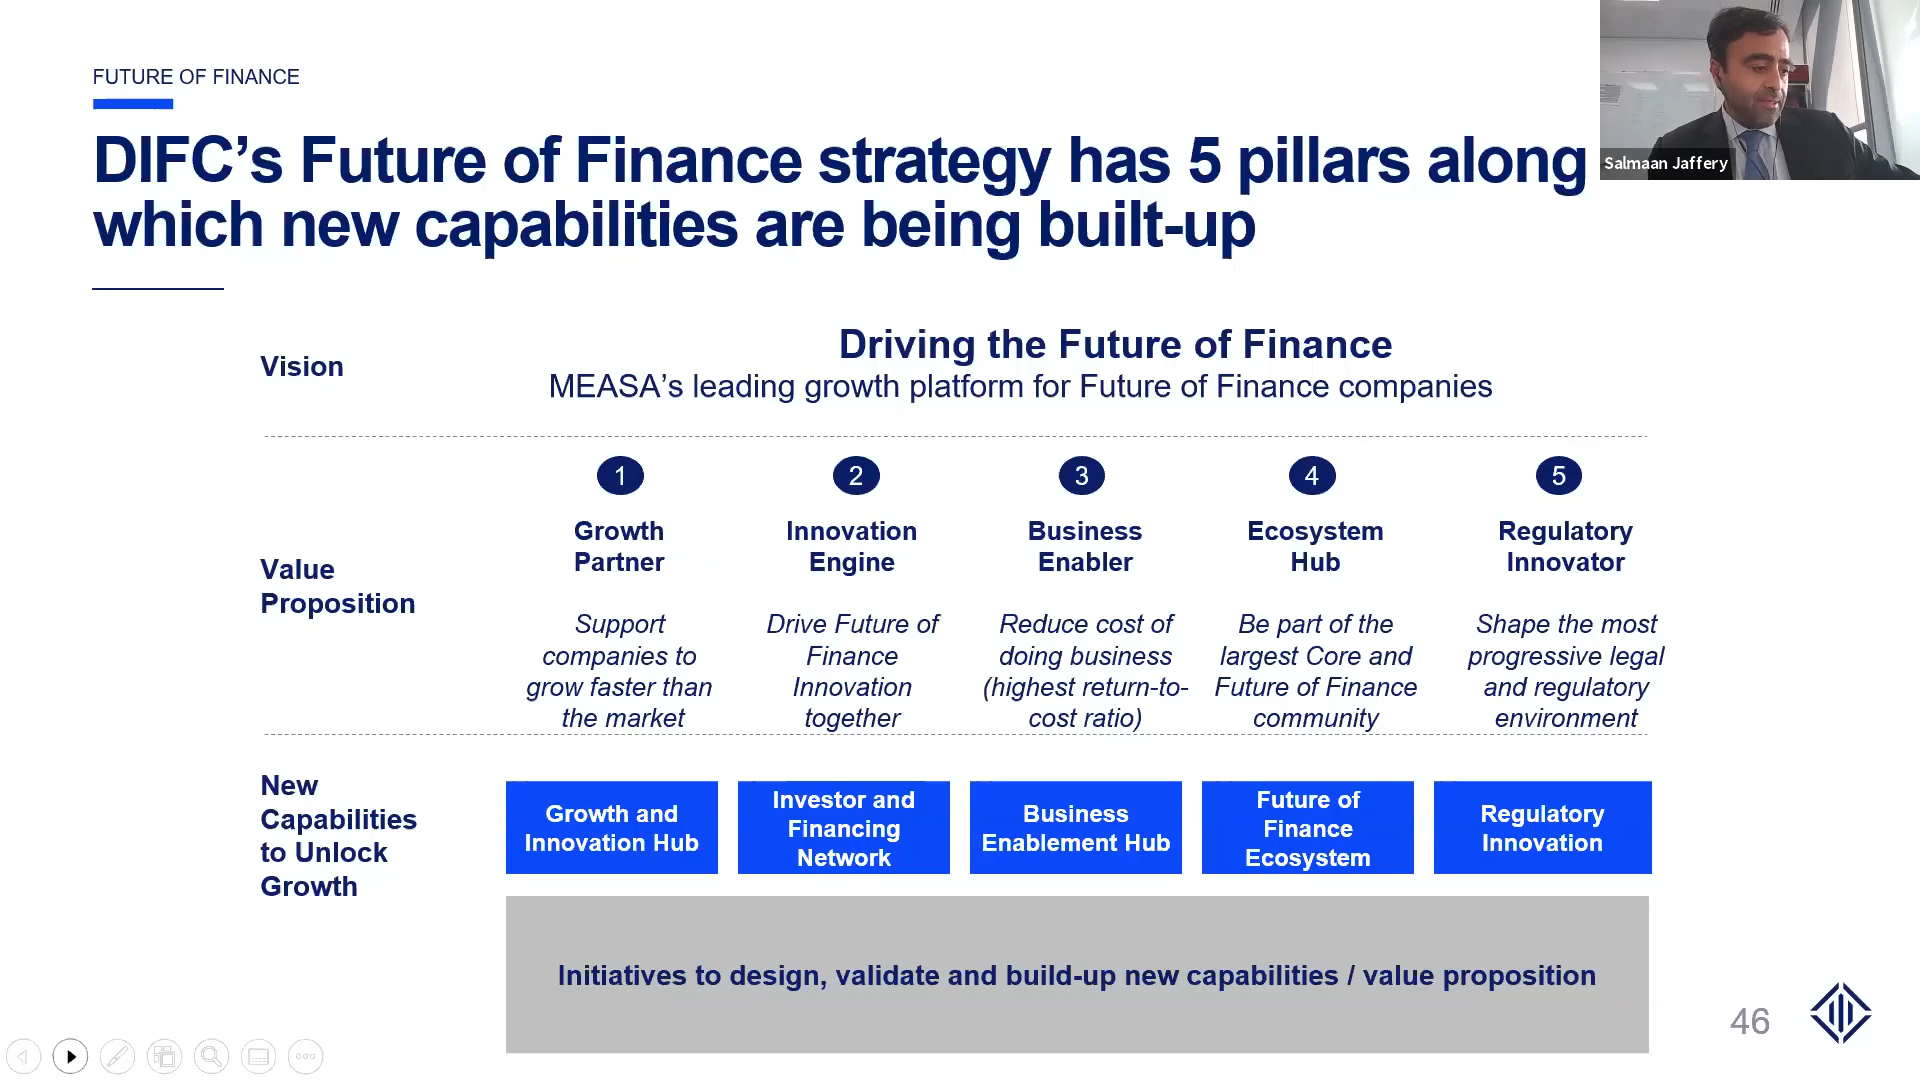 FUTURE OF FINANCE
DIFC’s Future of Finance strategy has 5 pillars along
which new capabilities are being built-up
Salmaan Jaffery
Vision
Driving the Future of Finance
MEASA’s leading growth platform for Future of Finance companies
Value
Proposition
1
Growth
Partner
Support
companies to
grow faster than
the market
2
Innovation
Engine
Drive Future of
Finance
Innovation
together
3
Business
Enabler
Reduce cost of
doing business
(highest return-to-
cost ratio)
4
Ecosystem
Hub
Be part of the
largest Core and
Future of Finance
community
5
Regulatory
Innovator
Shape the most
progressive legal
and regulatory
environment
New
Capabilities
to Unlock
Growth
Growth and
Innovation Hub
Investor and
Financing
Network
Business
Enablement Hub
Future of
Finance
Ecosystem
Regulatory
Innovation
Initiatives to design, validate and build-up new capabilities / value proposition
46